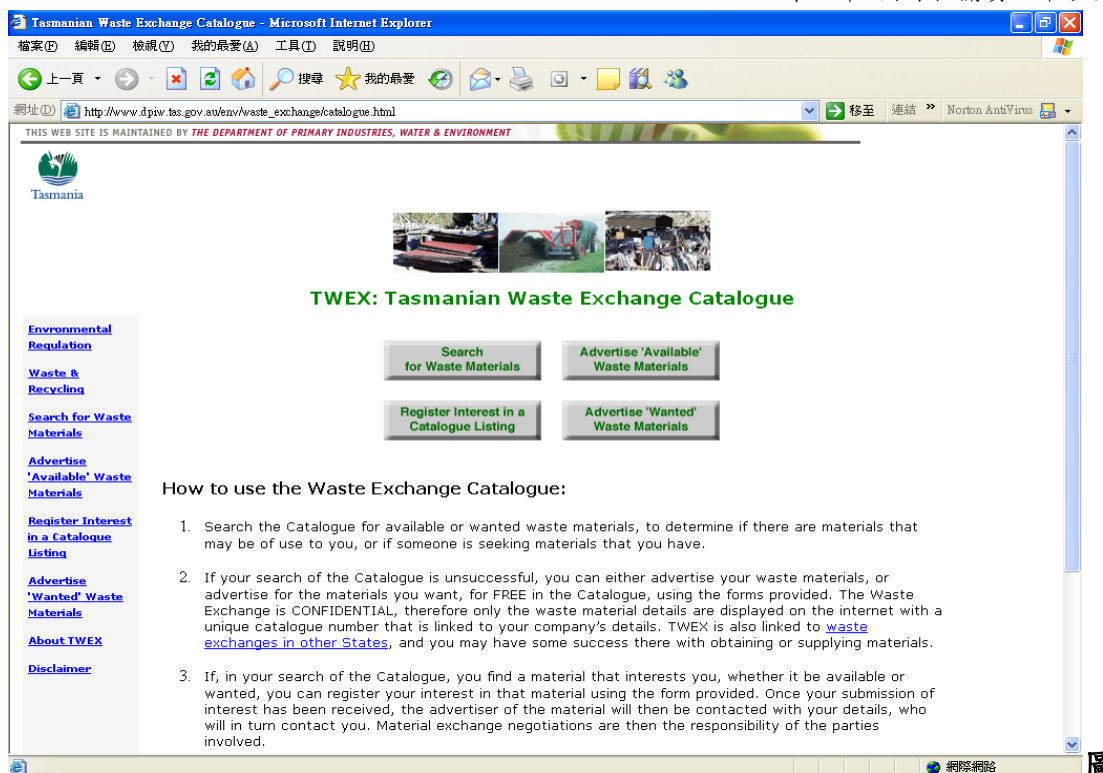 Tasmanian Waste Exchange Catalogue - Microsoft Internet Explorer
檔案(F) 編輯(E) 檢視(V) 我的最愛(A) 工具(T) 說明(H)
上一頁 搜尋 我的最愛
網址(D) http://www.dpiw.tas.gov.au/env/waste_exchange/catalogue.html 移至 連結 » Norton AntiVirus
THIS WEB SITE IS MAINTAINED BY THE DEPARTMENT OF PRIMARY INDUSTRIES, WATER & ENVIRONMENT
Tasmania
TWEX: Tasmanian Waste Exchange Catalogue
Envronmental
Regulation
Waste &
Recycling
Search for Waste
Materials
Advertise
'Available' Waste
Materials
Register Interest
in a Catalogue
Listing
Advertise
'Wanted' Waste
Materials
About TWEX
Disclaimer
Search
for Waste Materials
Advertise 'Available'
Waste Materials
Register Interest in a
Catalogue Listing
Advertise 'Wanted'
Waste Materials
How to use the Waste Exchange Catalogue:
1. Search the Catalogue for available or wanted waste materials, to determine if there are materials that
may be of use to you, or if someone is seeking materials that you have.
2. If your search of the Catalogue is unsuccessful, you can either advertise your waste materials, or
advertise for the materials you want, for FREE in the Catalogue, using the forms provided. The Waste
Exchange is CONFIDENTIAL, therefore only the waste material details are displayed on the internet with a
unique catalogue number that is linked to your company's details. TWEX is also linked to waste
exchanges in other States, and you may have some success there with obtaining or supplying materials.
3. If, in your search of the Catalogue, you find a material that interests you, whether it be available or
wanted, you can register your interest in that material using the form provided. Once your submission of
interest has been received, the advertiser of the material will then be contacted with your details, who
will in turn contact you. Material exchange negotiations are then the responsibility of the parties
involved.
網際網路